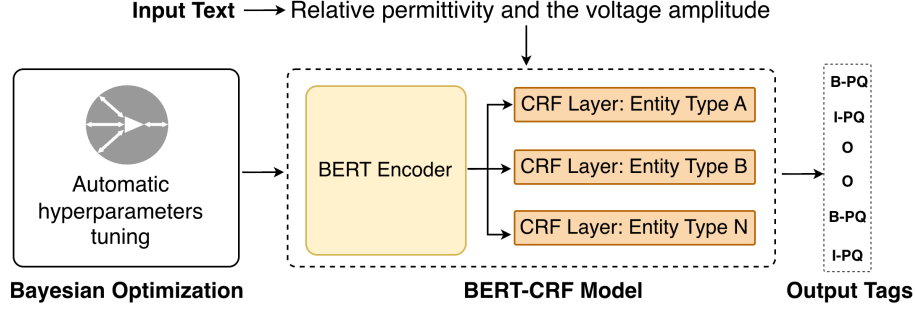 Input Text Relative permittivity and the voltage amplitude
Automatic
hyperparameters
tuning
Bayesian Optimization
BERT Encoder
CRF Layer: Entity Type A
CRF Layer: Entity Type B
CRF Layer: Entity Type N
BERT-CRF Model
B-PQ
I-PQ
O
O
B-PQ
I-PQ
Output Tags